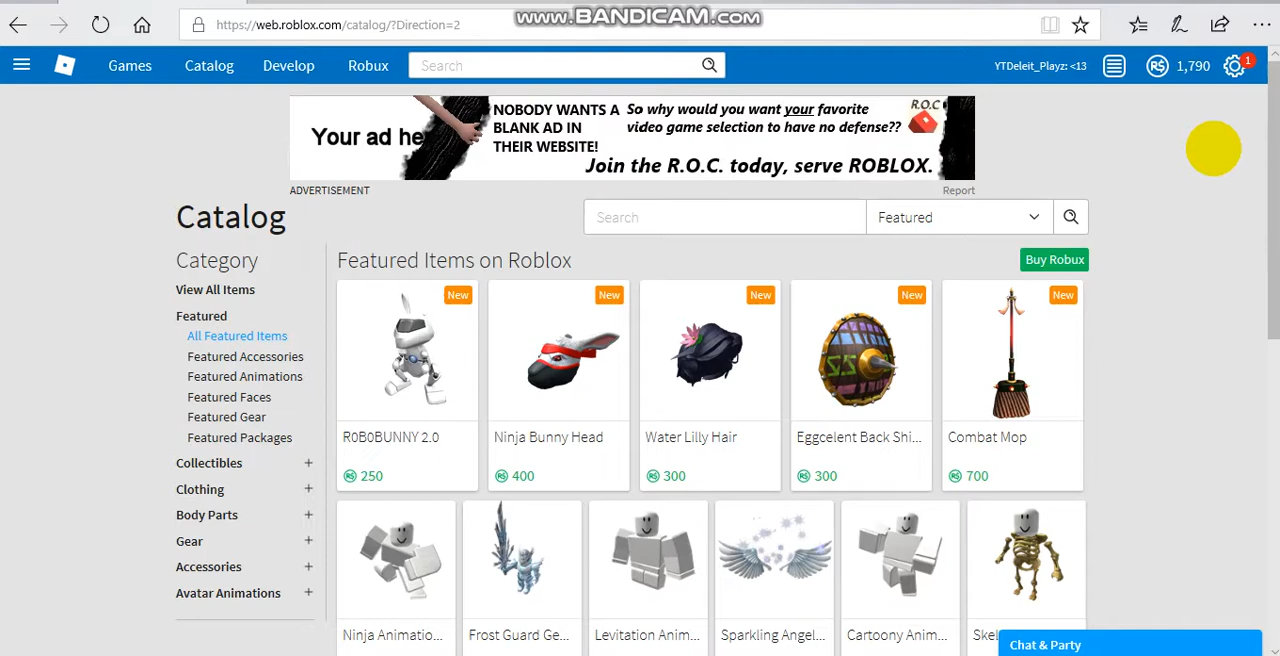 www.BANDICAM.com
https://web.roblox.com/catalog/?Direction=2
Games Catalog Develop Robux Search YTDeleit_Playz: <13 1,790 1
Your ad he
NOBODY WANTS A
BLANK AD IN
THEIR WEBSITE!
So why would you want your favorite
video game selection to have no defense??
R.O.C
Join the R.O.C. today, serve ROBLOX.
ADVERTISEMENT Report
Catalog
Search Featured
Category
View All Items
Featured
All Featured Items
Featured Accessories
Featured Animations
Featured Faces
Featured Gear
Featured Packages
Collectibles +
Clothing +
Body Parts +
Gear +
Accessories +
Avatar Animations +
Featured Items on Roblox
Buy Robux
New New New New New
R0B0BUNNY 2.0 Ninja Bunny Head Water Lilly Hair Eggcelent Back Shi... Combat Mop
R$ 250 R$ 400 R$ 300 R$ 300 R$ 700
Ninja Animatio... Frost Guard Ge... Levitation Anim... Sparkling Angel... Cartoony Anim... Skel
Chat & Party